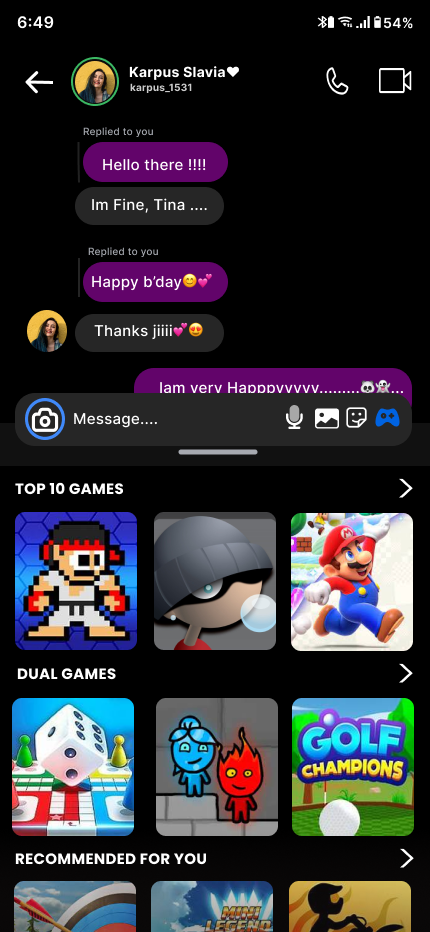 6:49
54%
Karpus Slavia🖤
karpus_1531
Replied to you
Hello there !!!!
Im Fine, Tina ....
Replied to you
Happy b’day😊💕
Thanks jiiii💕😍
Iam very Happpyyyyy.........🐼👻...
Message....
TOP 10 GAMES
DUAL GAMES
GOLF
CHAMPIONS
RECOMMENDED FOR YOU
MINI
LEGEND